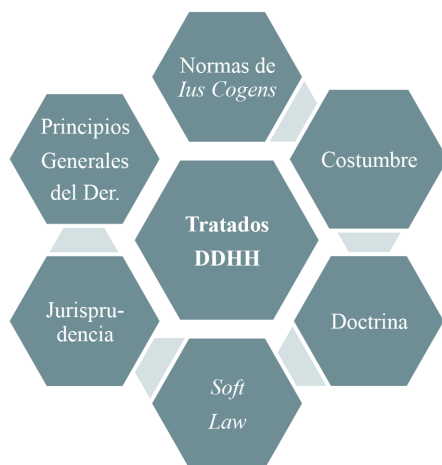 Normas de
Ius Cogens
Principios
Generales
del Der.
Costumbre
Tratados
DDHH
Jurispru-
dencia
Doctrina
Soft
Law